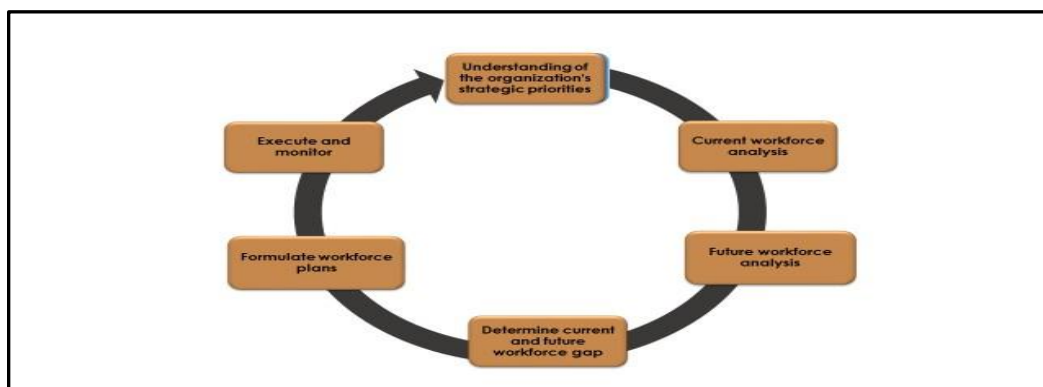 Understanding of
the organization's
strategic priorities
Current workforce
analysis
Future workforce
analysis
Determine current
and future
workforce gap
Formulate workforce
plans
Execute and
monitor